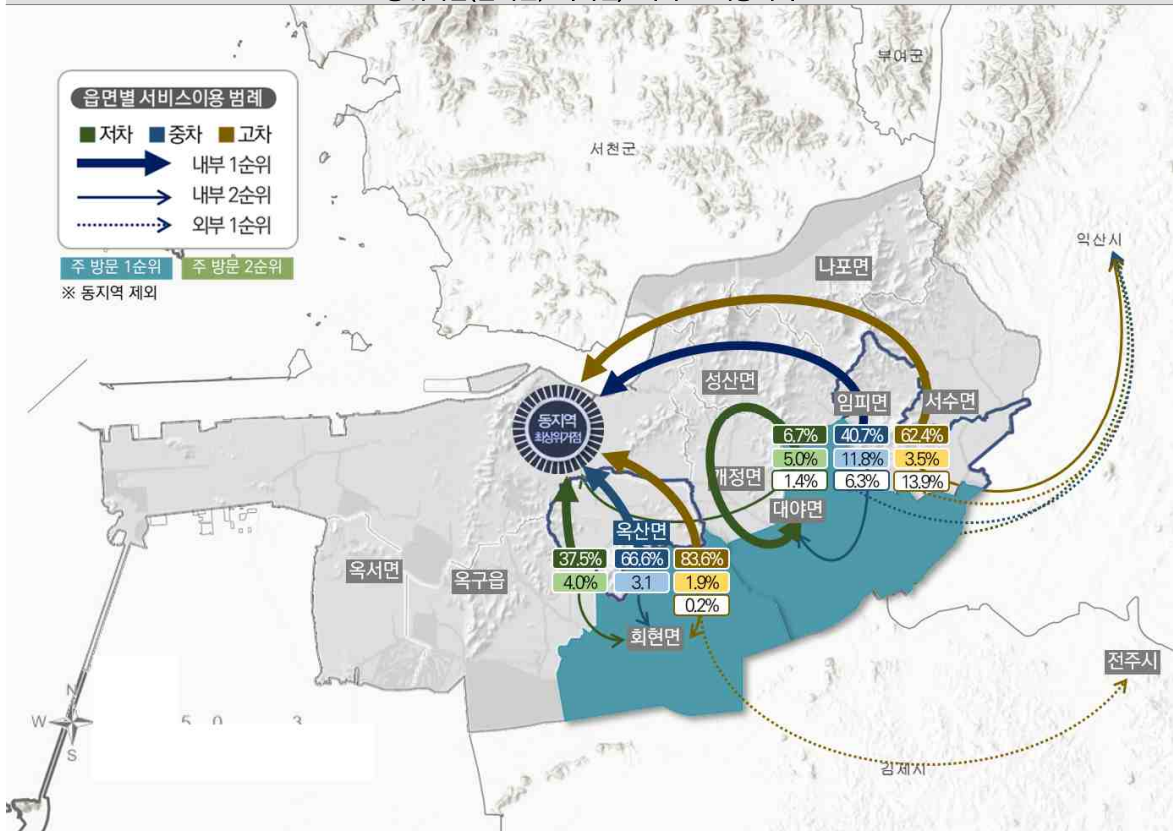 부여군
읍면별 서비스이용 범례
저차 중차 고차
내부 1순위
내부 2순위
외부 1순위
주 방문 1순위 주 방문 2순위
※ 동지역 제외
서천군
익산시
나포면
성산면
임피면 서수면
동지역
최상위거점
6.7% 40.7% 62.4%
5.0% 11.8% 3.5%
1.4% 6.3% 13.9%
개정면
대야면
옥산면
37.5% 66.6% 83.6%
4.0% 3.1 1.9%
0.2%
옥서면 옥구읍
회현면
전주시
N
W
S
5 0 3
김제시